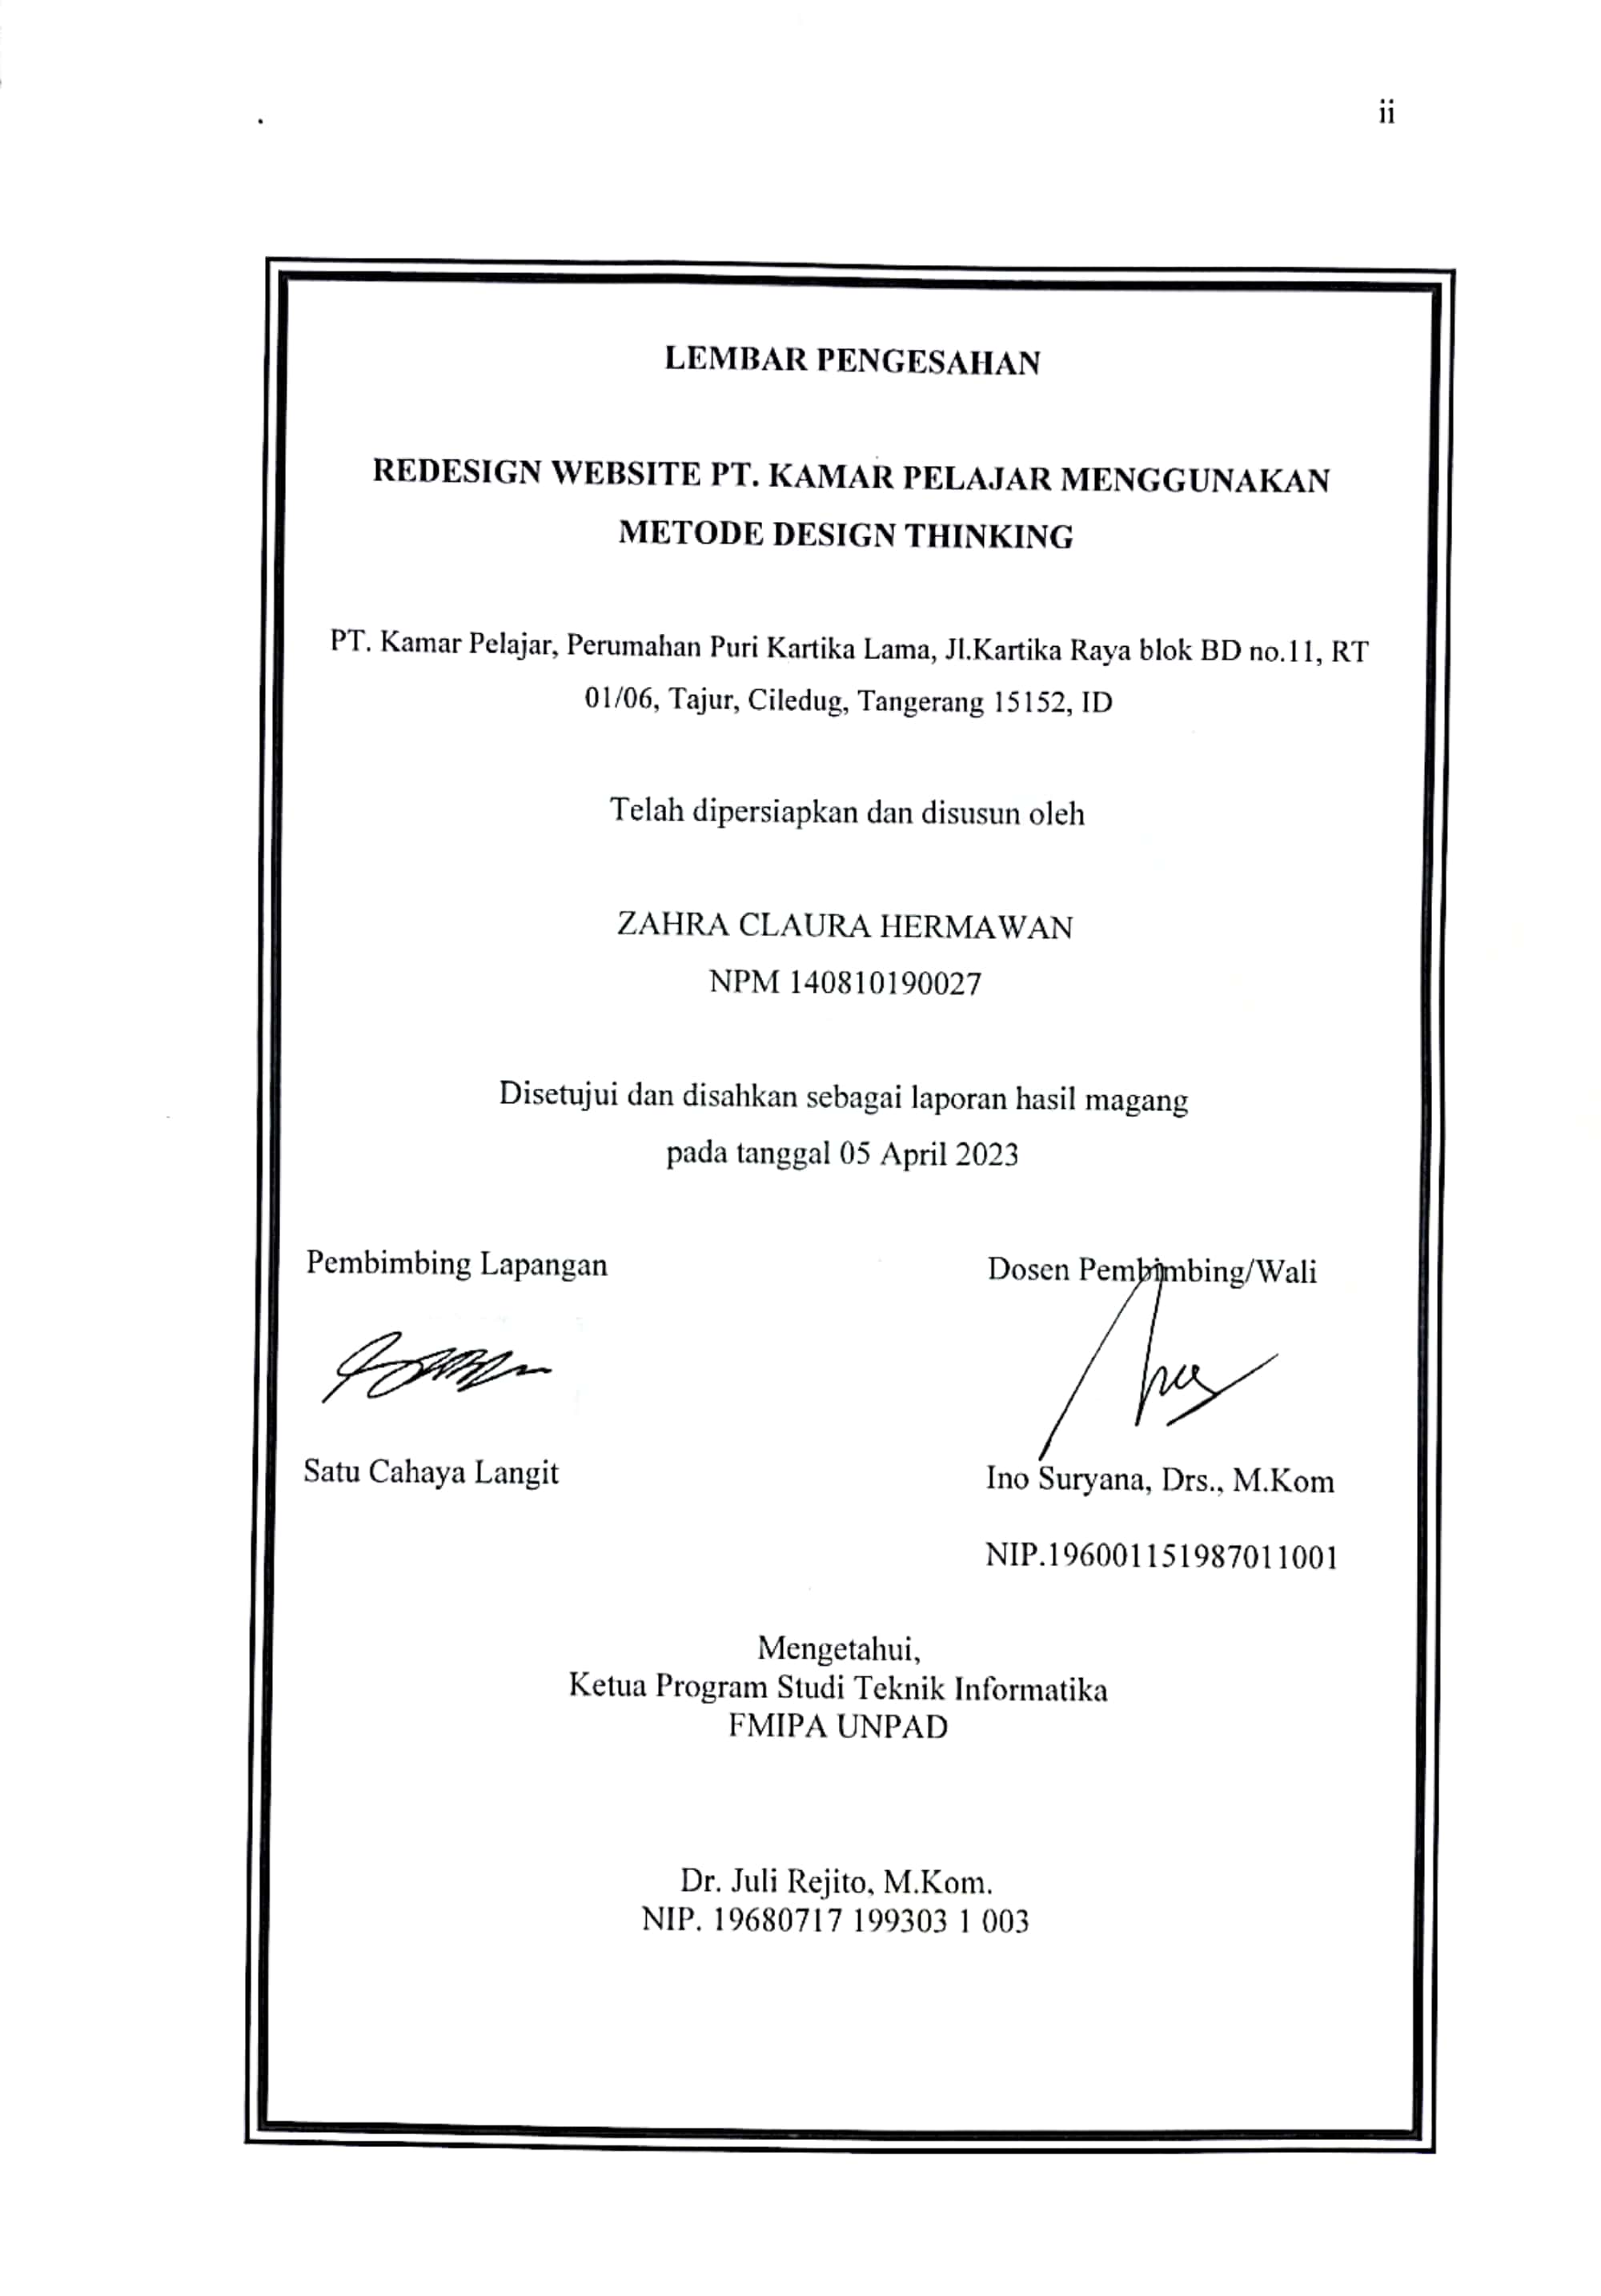 ii
LEMBAR PENGESAHAN
REDESIGN WEBSITE PT. KAMAR PELAJAR MENGGUNAKAN
METODE DESIGN THINKING
PT. Kamar Pelajar, Perumahan Puri Kartika Lama, Jl.Kartika Raya blok BD no.11, RT
01/06, Tajur, Ciledug, Tangerang 15152, ID
Telah dipersiapkan dan disusun oleh
ZAHRA CLAURA HERMAWAN
NPM 140810190027
Disetujui dan disahkan sebagai laporan hasil magang
pada tanggal 05 April 2023
Pembimbing Lapangan
Dosen Pembimbing/Wali
Satu Cahaya Langit
Ino Suryana, Drs., M.Kom
NIP.196001151987011001
Mengetahui,
Ketua Program Studi Teknik Informatika
FMIPA UNPAD
Dr. Juli Rejito, M.Kom.
NIP. 19680717 199303 1 003